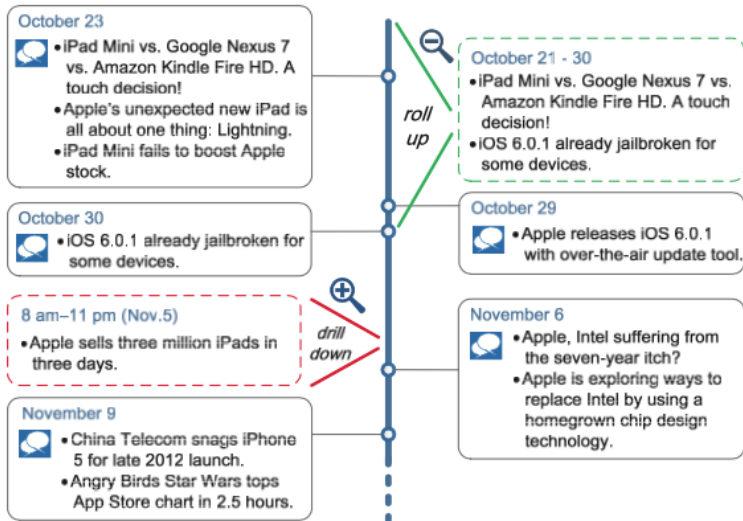 October 23
•iPad Mini vs. Google Nexus 7
vs. Amazon Kindle Fire HD. A
touch decision!
•Apple's unexpected new iPad is
all about one thing: Lightning.
•iPad Mini fails to boost Apple
stock.
roll
up
October 21 - 30
•iPad Mini vs. Google Nexus 7 vs.
Amazon Kindle Fire HD. A touch
decision!
•iOS 6.0.1 already jailbroken for
some devices.
October 30
•iOS 6.0.1 already jailbroken for
some devices.
October 29
•Apple releases iOS 6.0.1
with over-the-air update tool.
8 am–11 pm (Nov.5)
•Apple sells three million iPads in
three days.
drill
down
November 6
•Apple, Intel suffering from
the seven-year itch?
•Apple is exploring ways to
replace Intel by using a
homegrown chip design
technology.
November 9
•China Telecom snags iPhone
5 for late 2012 launch.
•Angry Birds Star Wars tops
App Store chart in 2.5 hours.